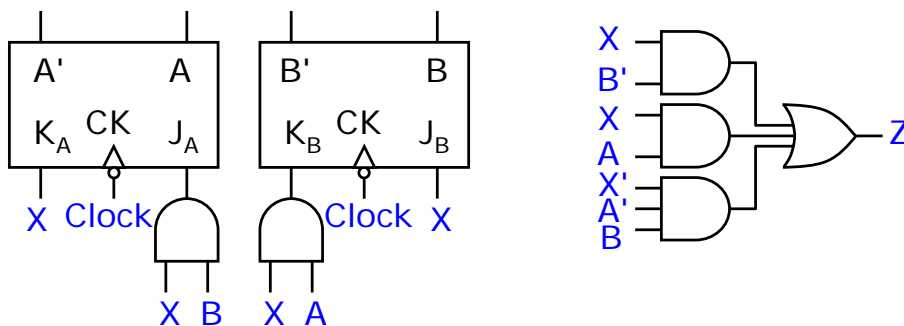 A' A B' B
K_A CK J_A K_B CK J_B
X Clock Clock X
X B X A
X
B'
X
A
X'
A'
B
Z